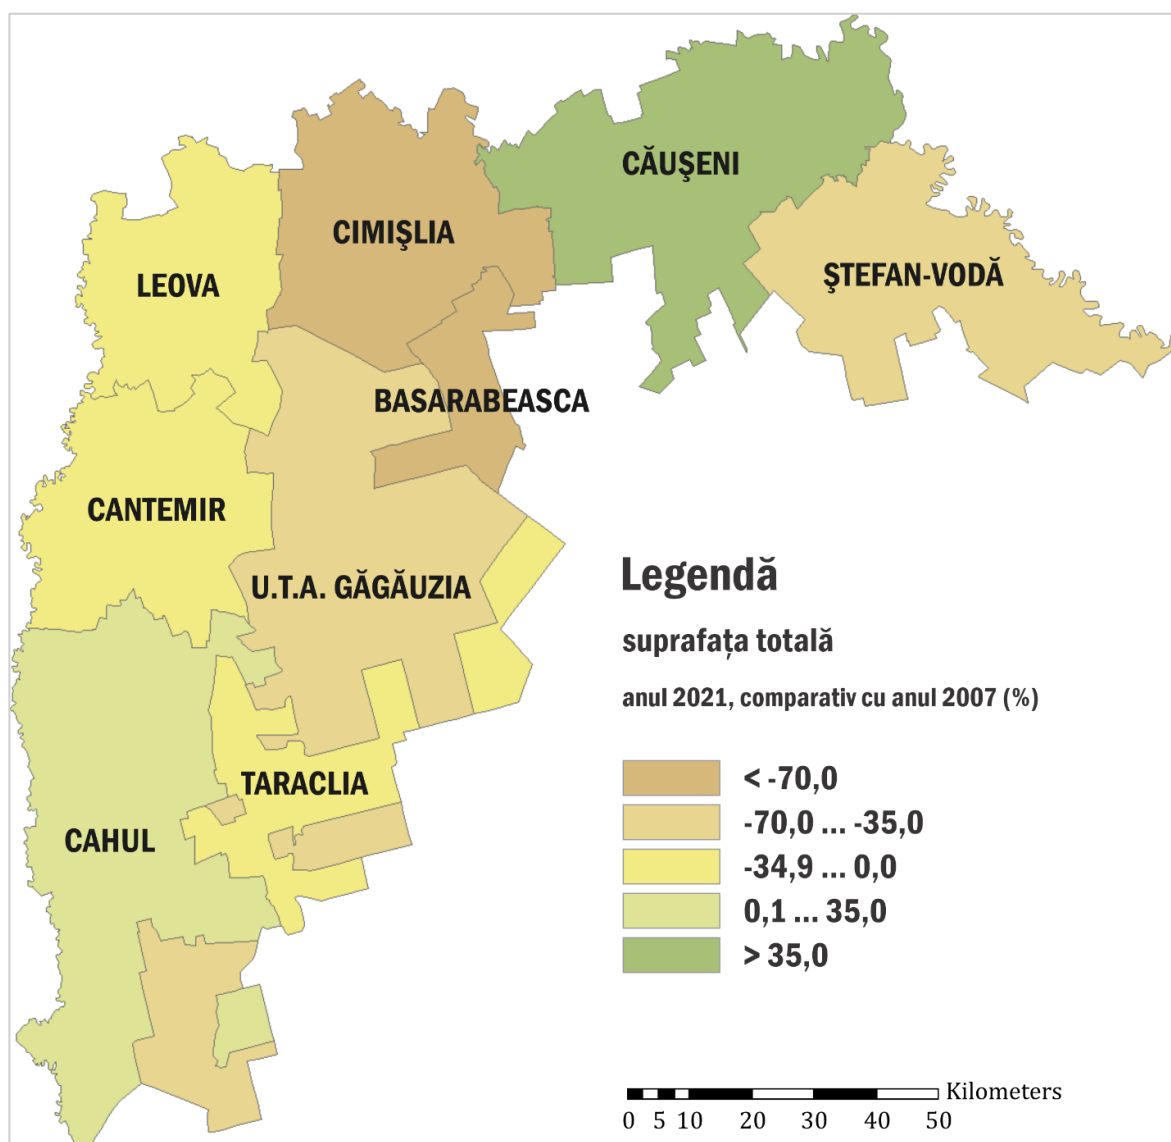 CĂUŞENI
CIMIŞLIA
ŞTEFAN-VODĂ
LEOVA
BASARABEASCA
CANTEMIR
U.T.A. GĂGĂUZIA
TARACLIA
CAHUL
Legendă
suprafața totală
anul 2021, comparativ cu anul 2007 (%)
< -70,0
-70,0 ... -35,0
-34,9 ... 0,0
0,1 ... 35,0
> 35,0
Kilometers
0 5 10 20 30 40 50